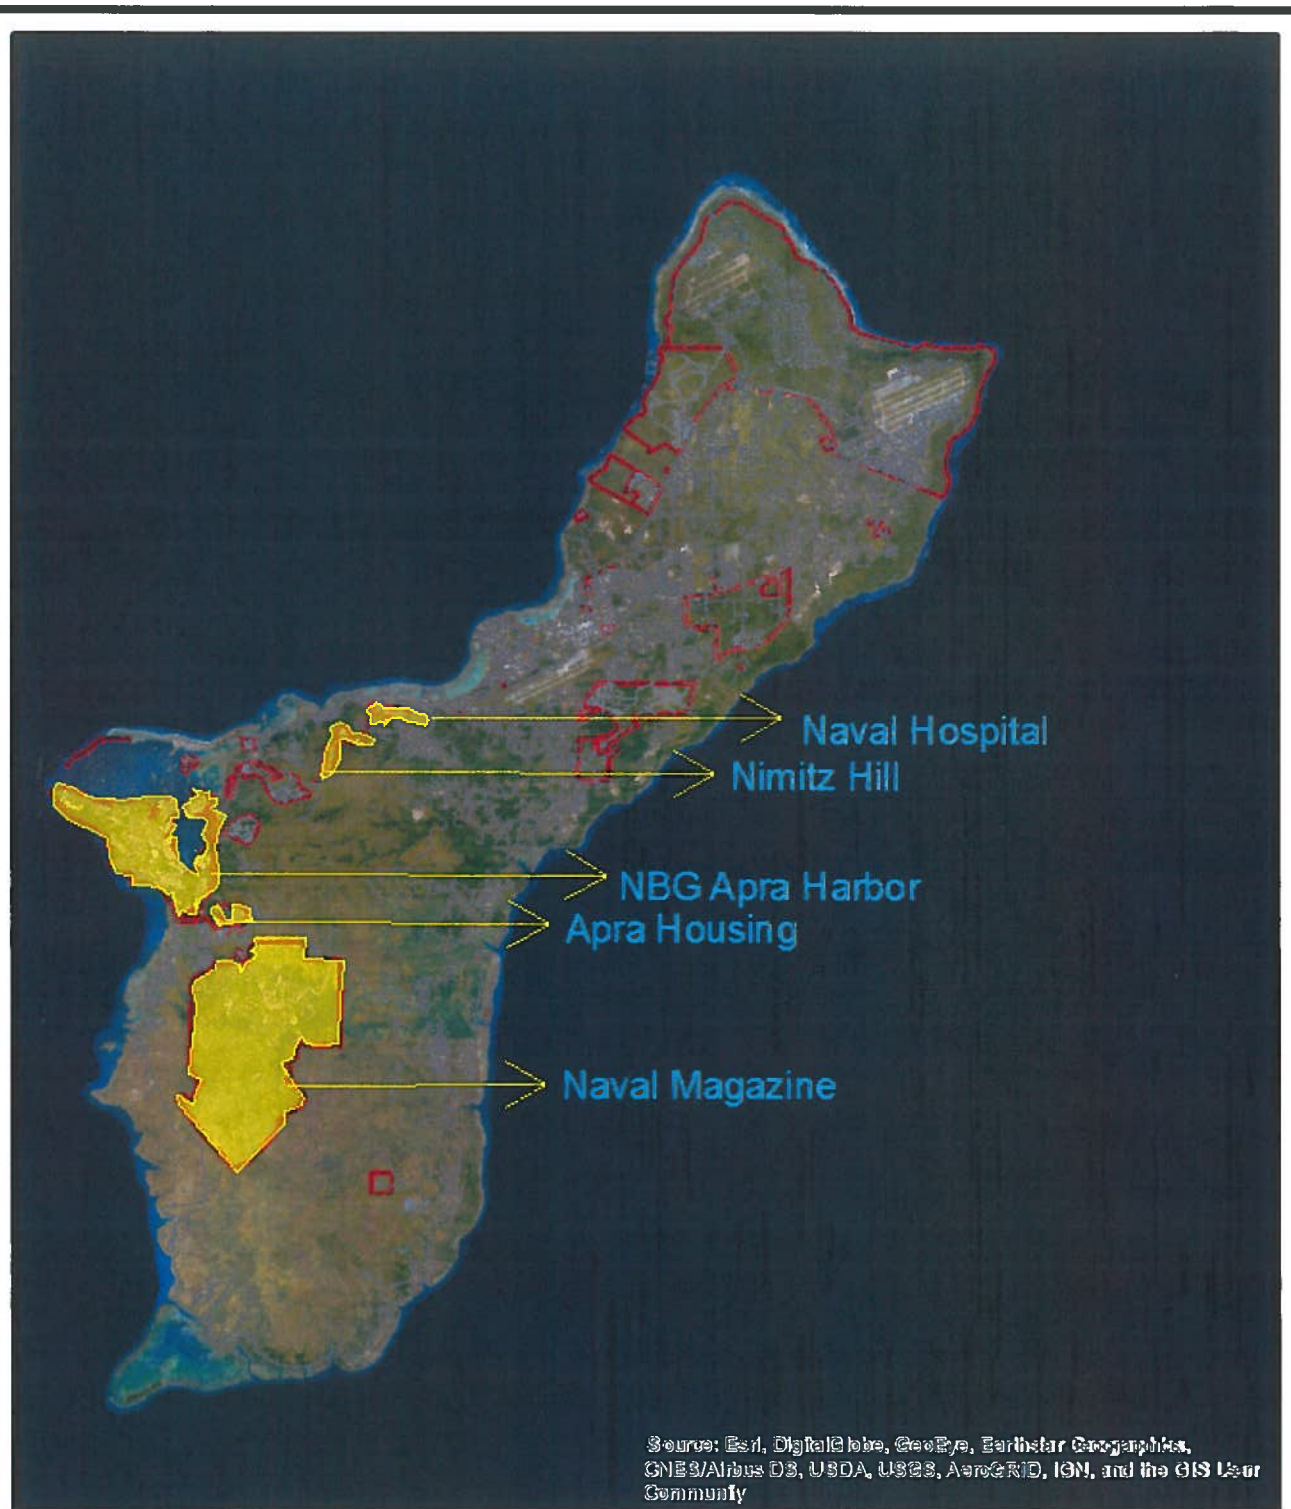 Naval Hospital
Nimitz Hill
NBG Apra Harbor
Apra Housing
Naval Magazine
Source: Esri, DigitalGlobe, GeoEye, Earthstar Geographics,
CNES/Airbus DS, USDA, USGS, AeroGRID, IGN, and the GIS User
Community